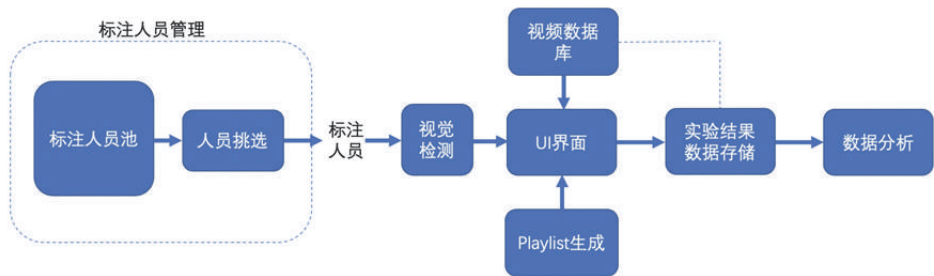 标注人员管理
标注人员池
人员挑选
标注
人员
视觉
检测
视频数据
库
UI界面
Playlist生成
实验结果
数据存储
数据分析